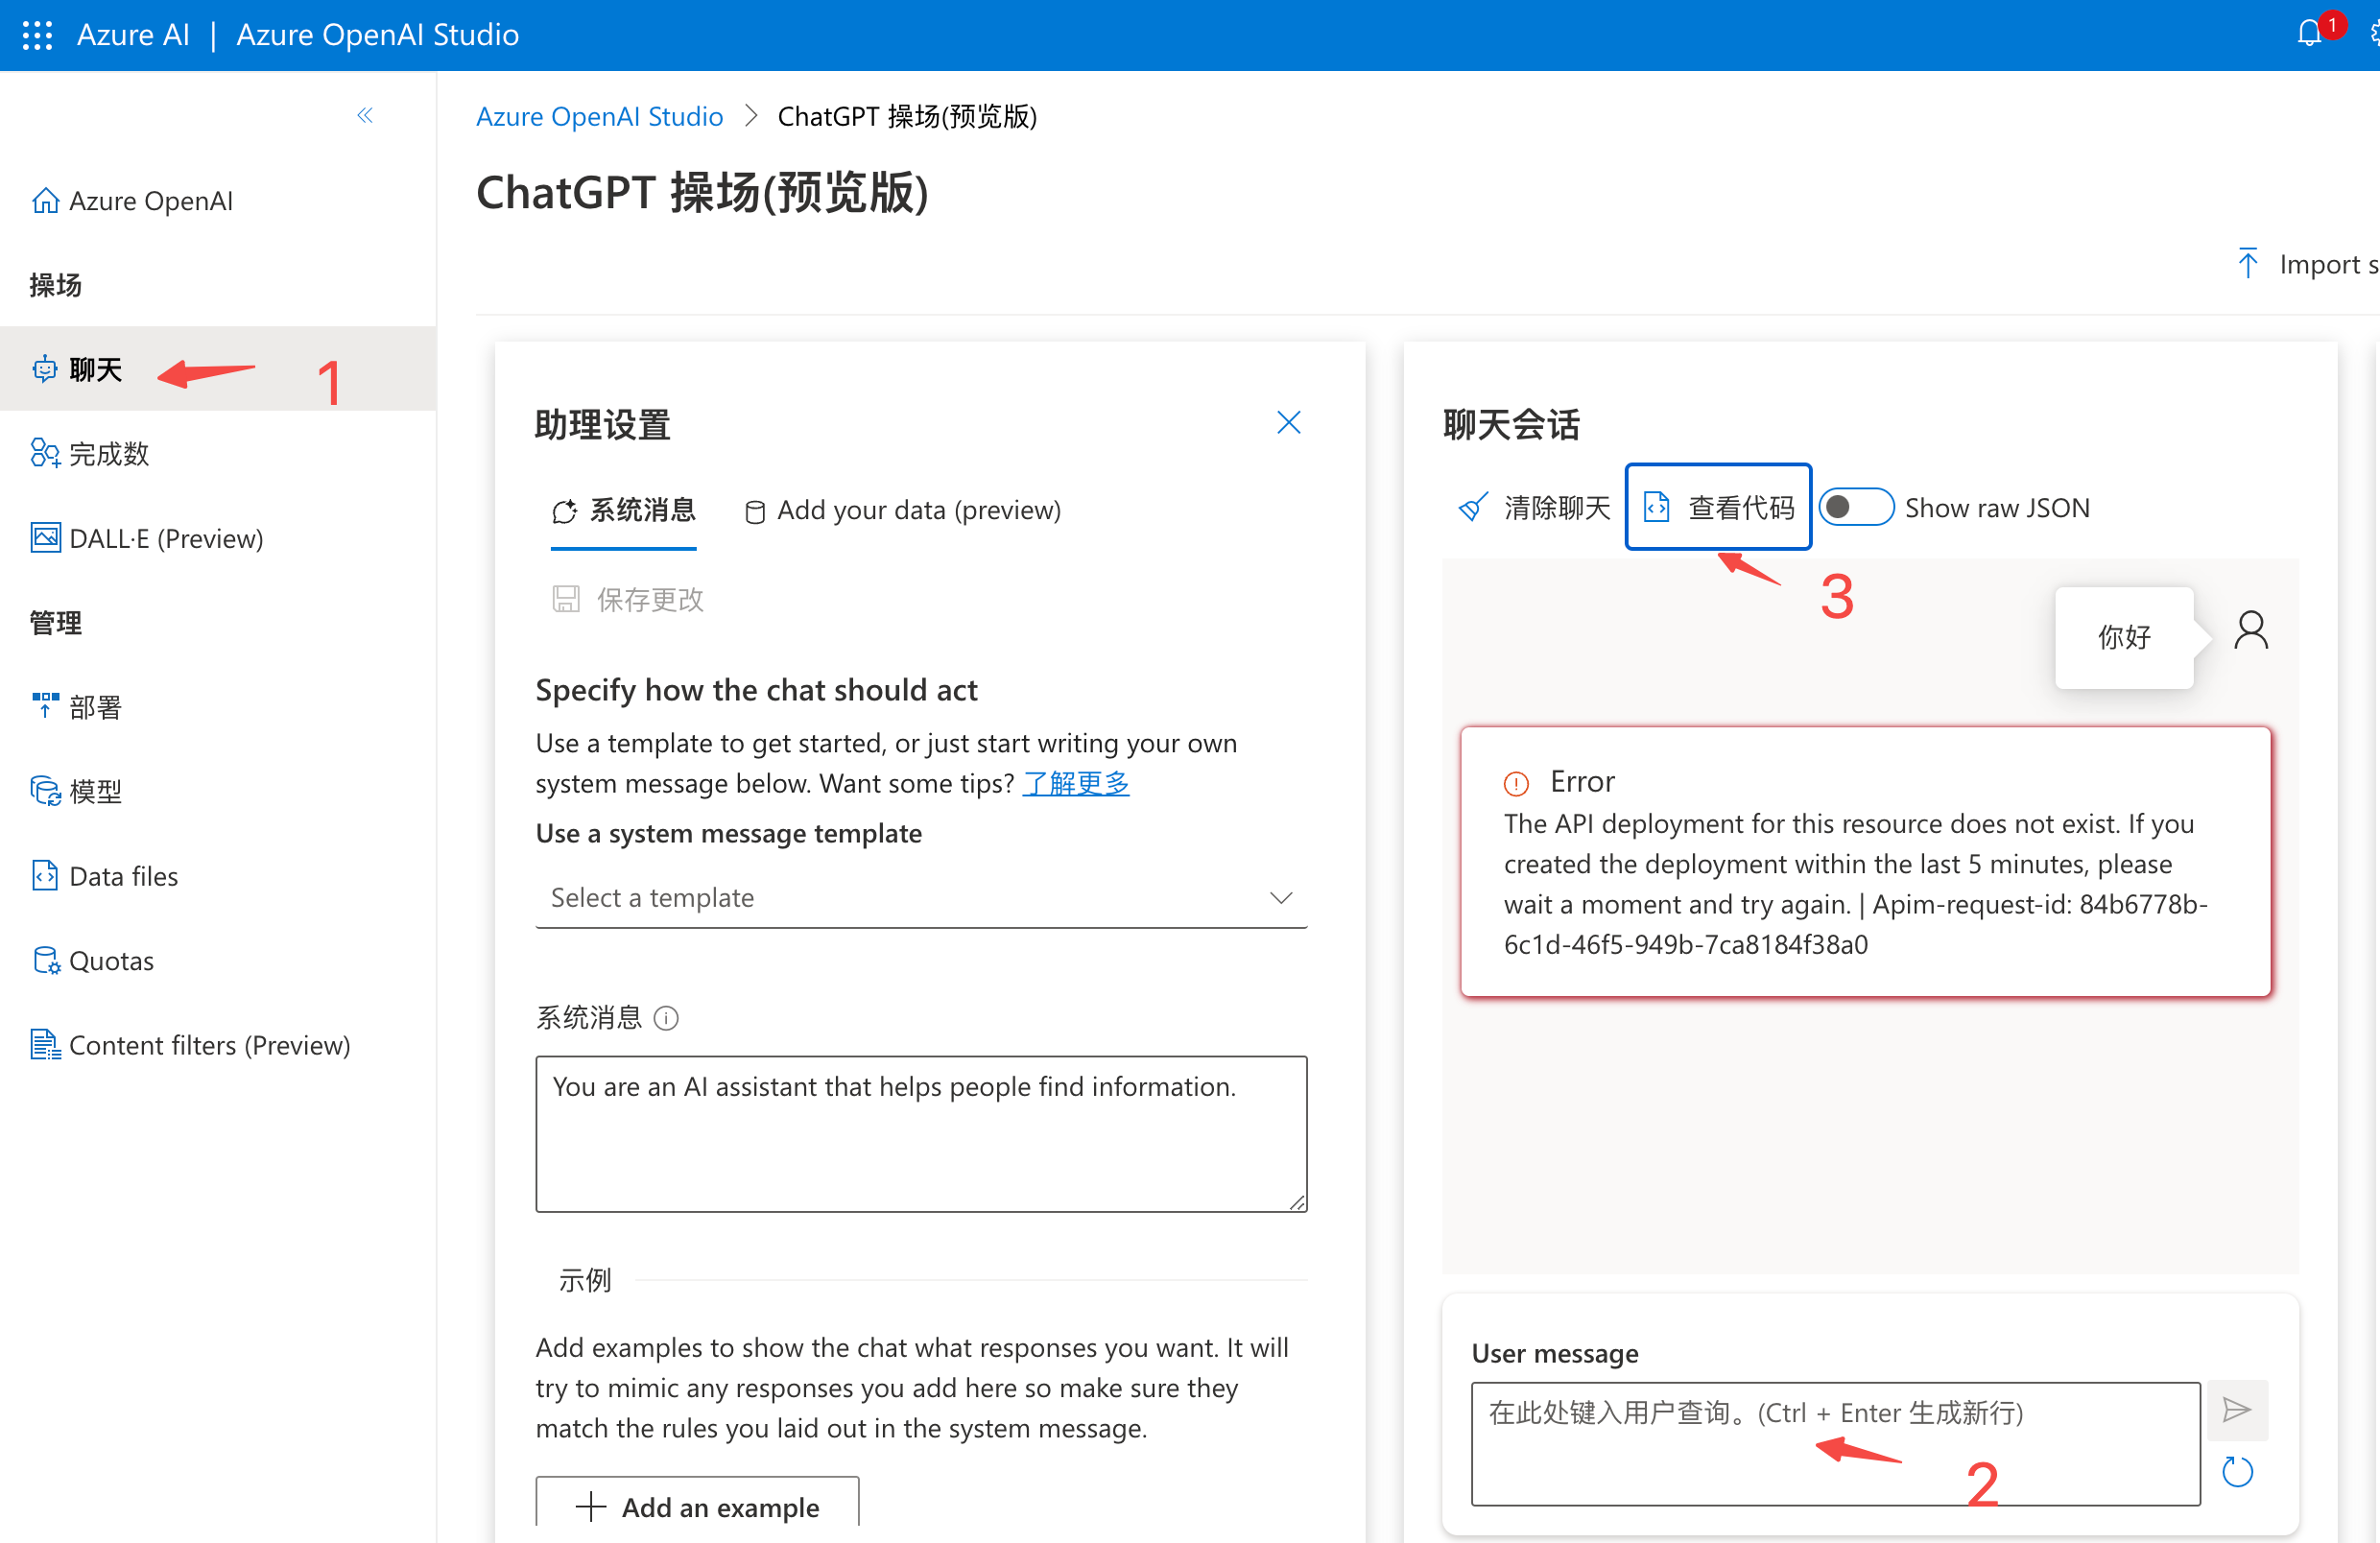 Azure AI | Azure OpenAI Studio
1
Azure OpenAI Studio > ChatGPT 操场(预览版)
ChatGPT 操场(预览版)
Import s
Azure OpenAI
操场
聊天
1
完成数
DALL·E (Preview)
管理
部署
模型
Data files
Quotas
Content filters (Preview)
助理设置
系统消息
Add your data (preview)
保存更改
Specify how the chat should act
Use a template to get started, or just start writing your own
system message below. Want some tips? 了解更多
Use a system message template
Select a template
系统消息
You are an AI assistant that helps people find information.
示例
Add examples to show the chat what responses you want. It will
try to mimic any responses you add here so make sure they
match the rules you laid out in the system message.
Add an example
聊天会话
清除聊天
查看代码
Show raw JSON
3
你好
Error
The API deployment for this resource does not exist. If you
created the deployment within the last 5 minutes, please
wait a moment and try again. | Apim-request-id: 84b6778b-
6c1d-46f5-949b-7ca8184f38a0
User message
在此处键入用户查询。(Ctrl + Enter 生成新行)
2